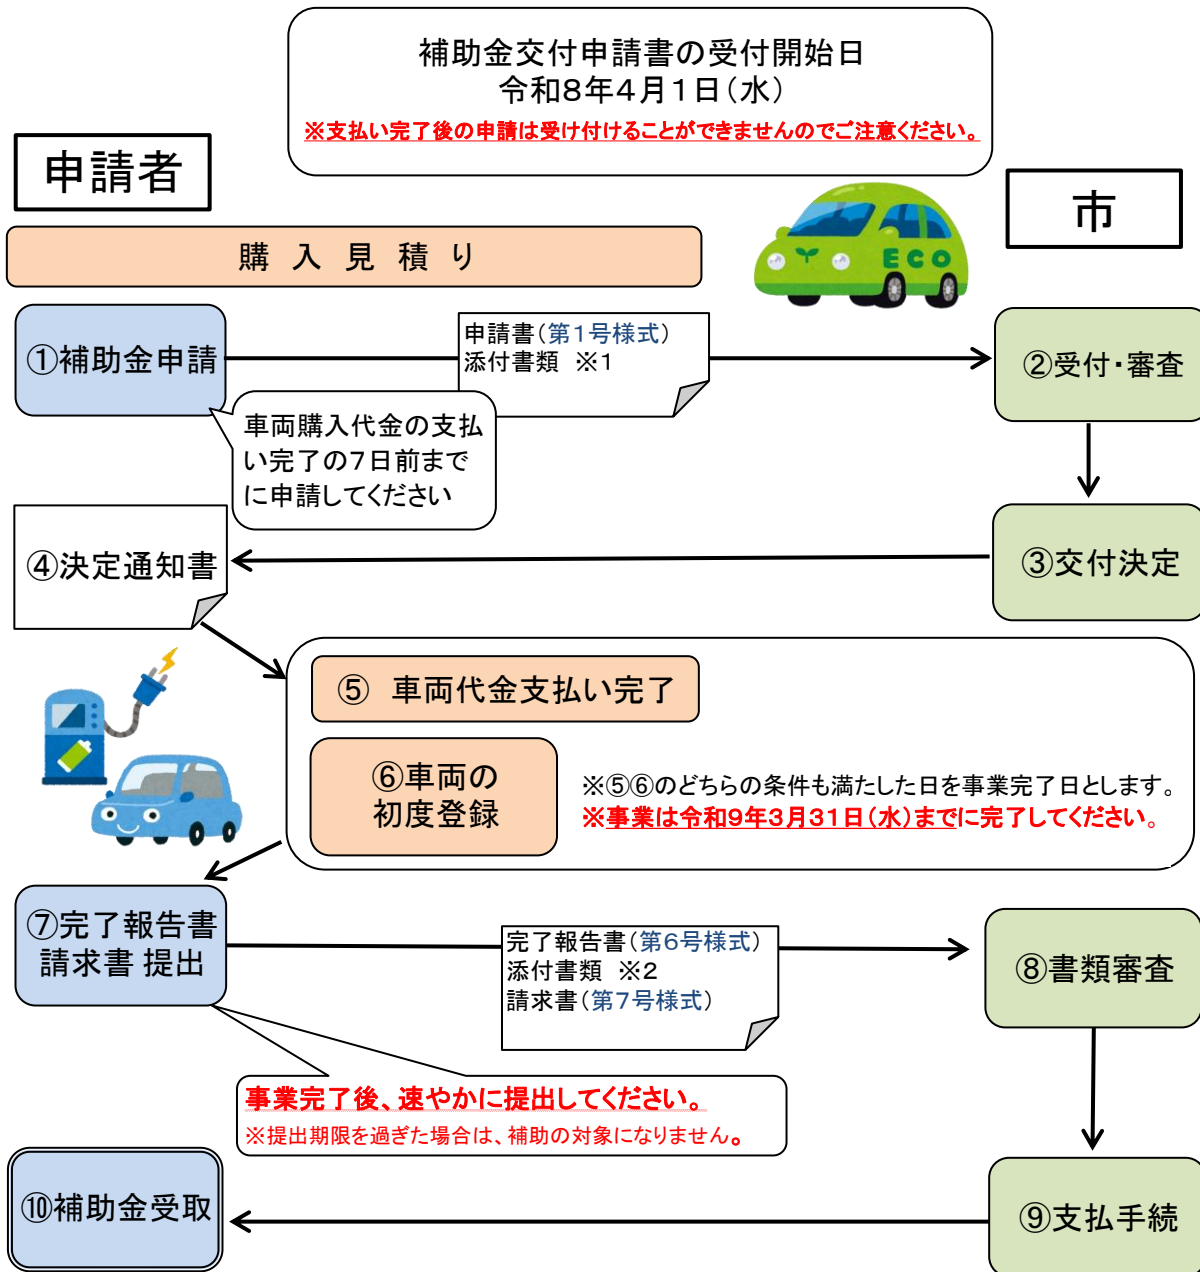 補助金交付申請書の受付開始日
令和8年4月1日(水)
※支払い完了後の申請は受け付けることができませんのでご注意ください。
申請者
市
購入見積り
ECO
①補助金申請
申請書(第1号様式)
添付書類 ※1
②受付・審査
車両購入代金の支払
い完了の7日前まで
に申請してください
④決定通知書
③交付決定
⑤ 車両代金支払い完了
⑥車両の
初度登録
※⑤⑥のどちらの条件も満たした日を事業完了日とします。
※事業は令和9年3月31日(水)までに完了してください。
⑦完了報告書
請求書 提出
完了報告書(第6号様式)
添付書類 ※2
請求書(第7号様式)
⑧書類審査
事業完了後、速やかに提出してください。
※提出期限を過ぎた場合は、補助の対象になりません。
⑩補助金受取
⑨支払手続